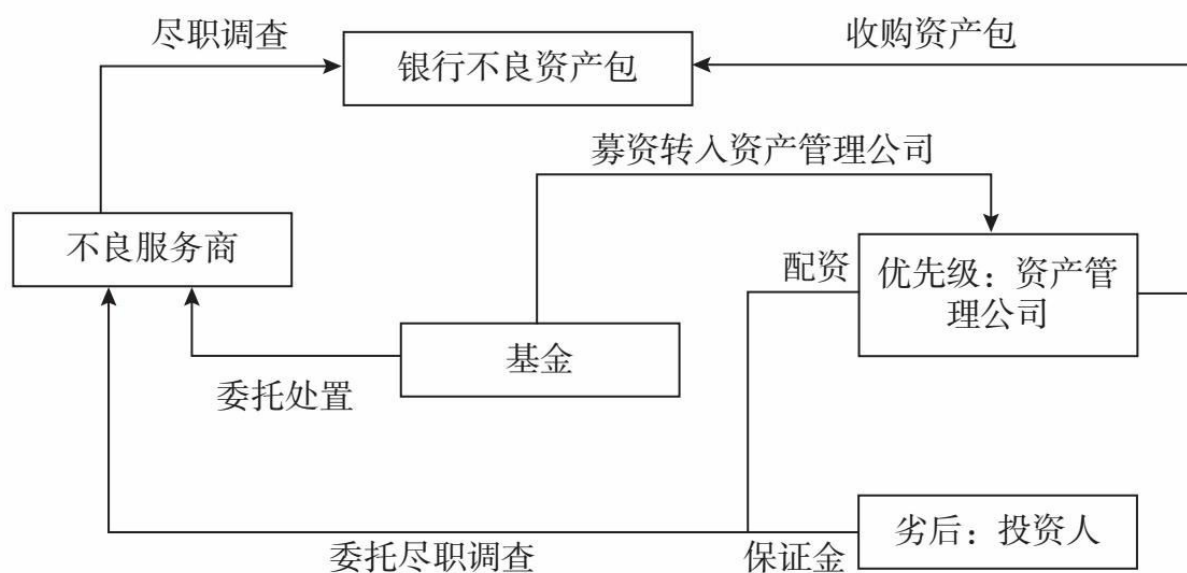 尽职调查
收购资产包
银行不良资产包
募资转入资产管理公司
不良服务商
配资
优先级：资产管
理公司
基金
委托处置
劣后：投资人
委托尽职调查
保证金